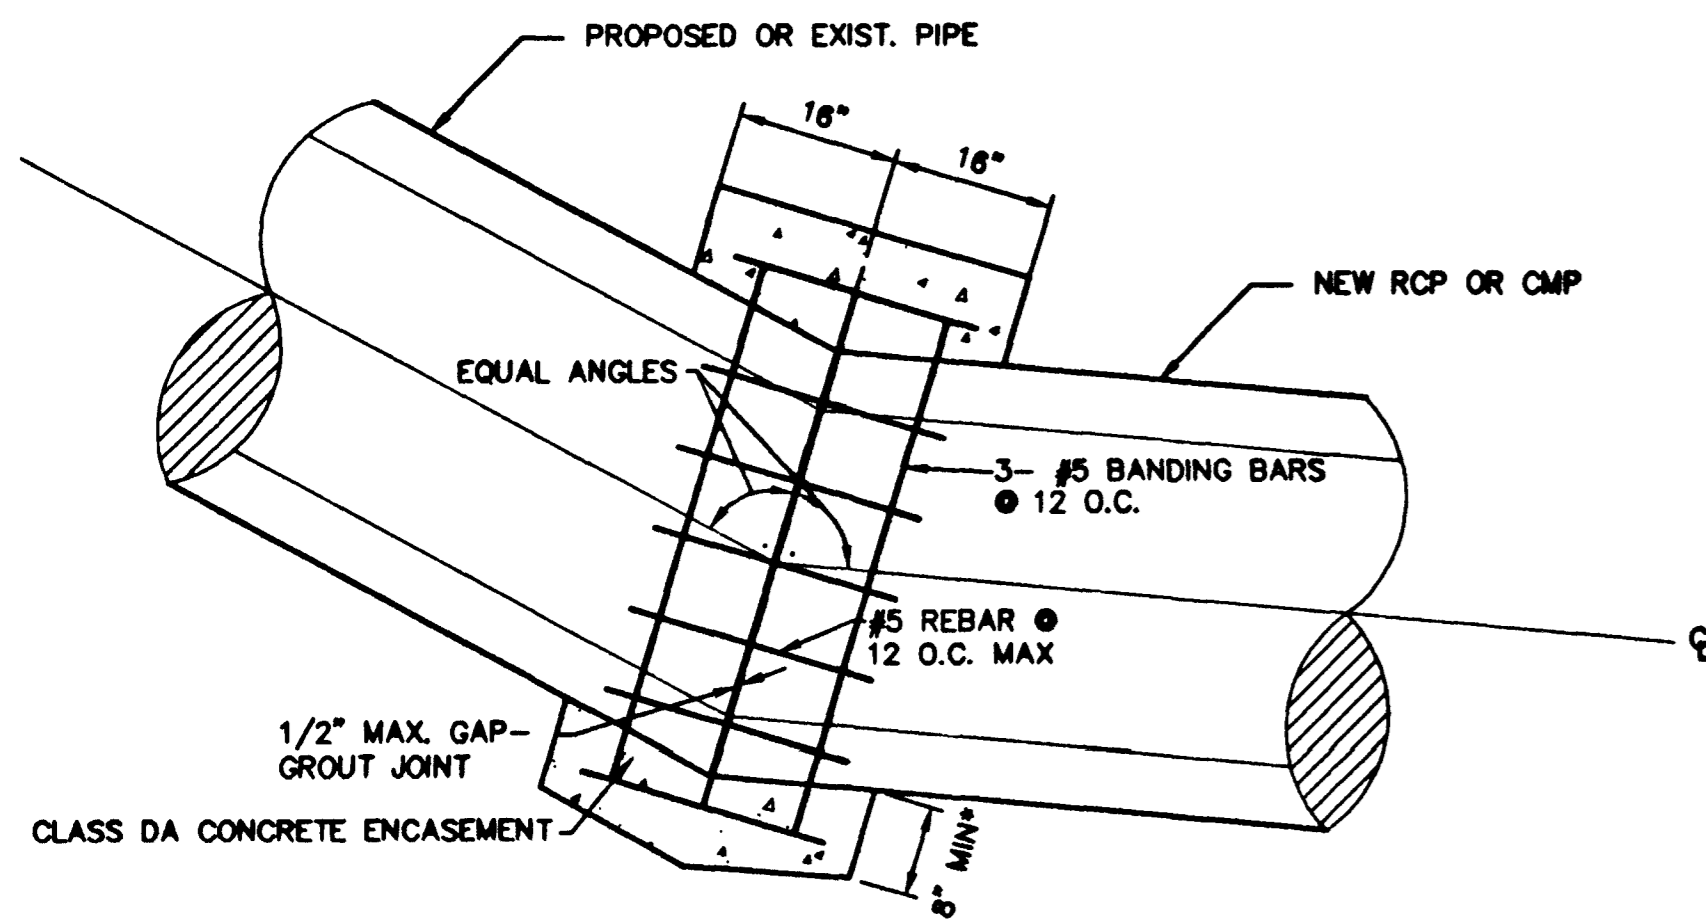 PROPOSED OR EXIST. PIPE
16"
16"
NEW RCP OR CMP
EQUAL ANGLES
3- #5 BANDING BARS
@ 12 O.C.
#5 REBAR @
12 O.C. MAX
℄
1/2" MAX. GAP-
GROUT JOINT
CLASS DA CONCRETE ENCASEMENT
8" MIN*